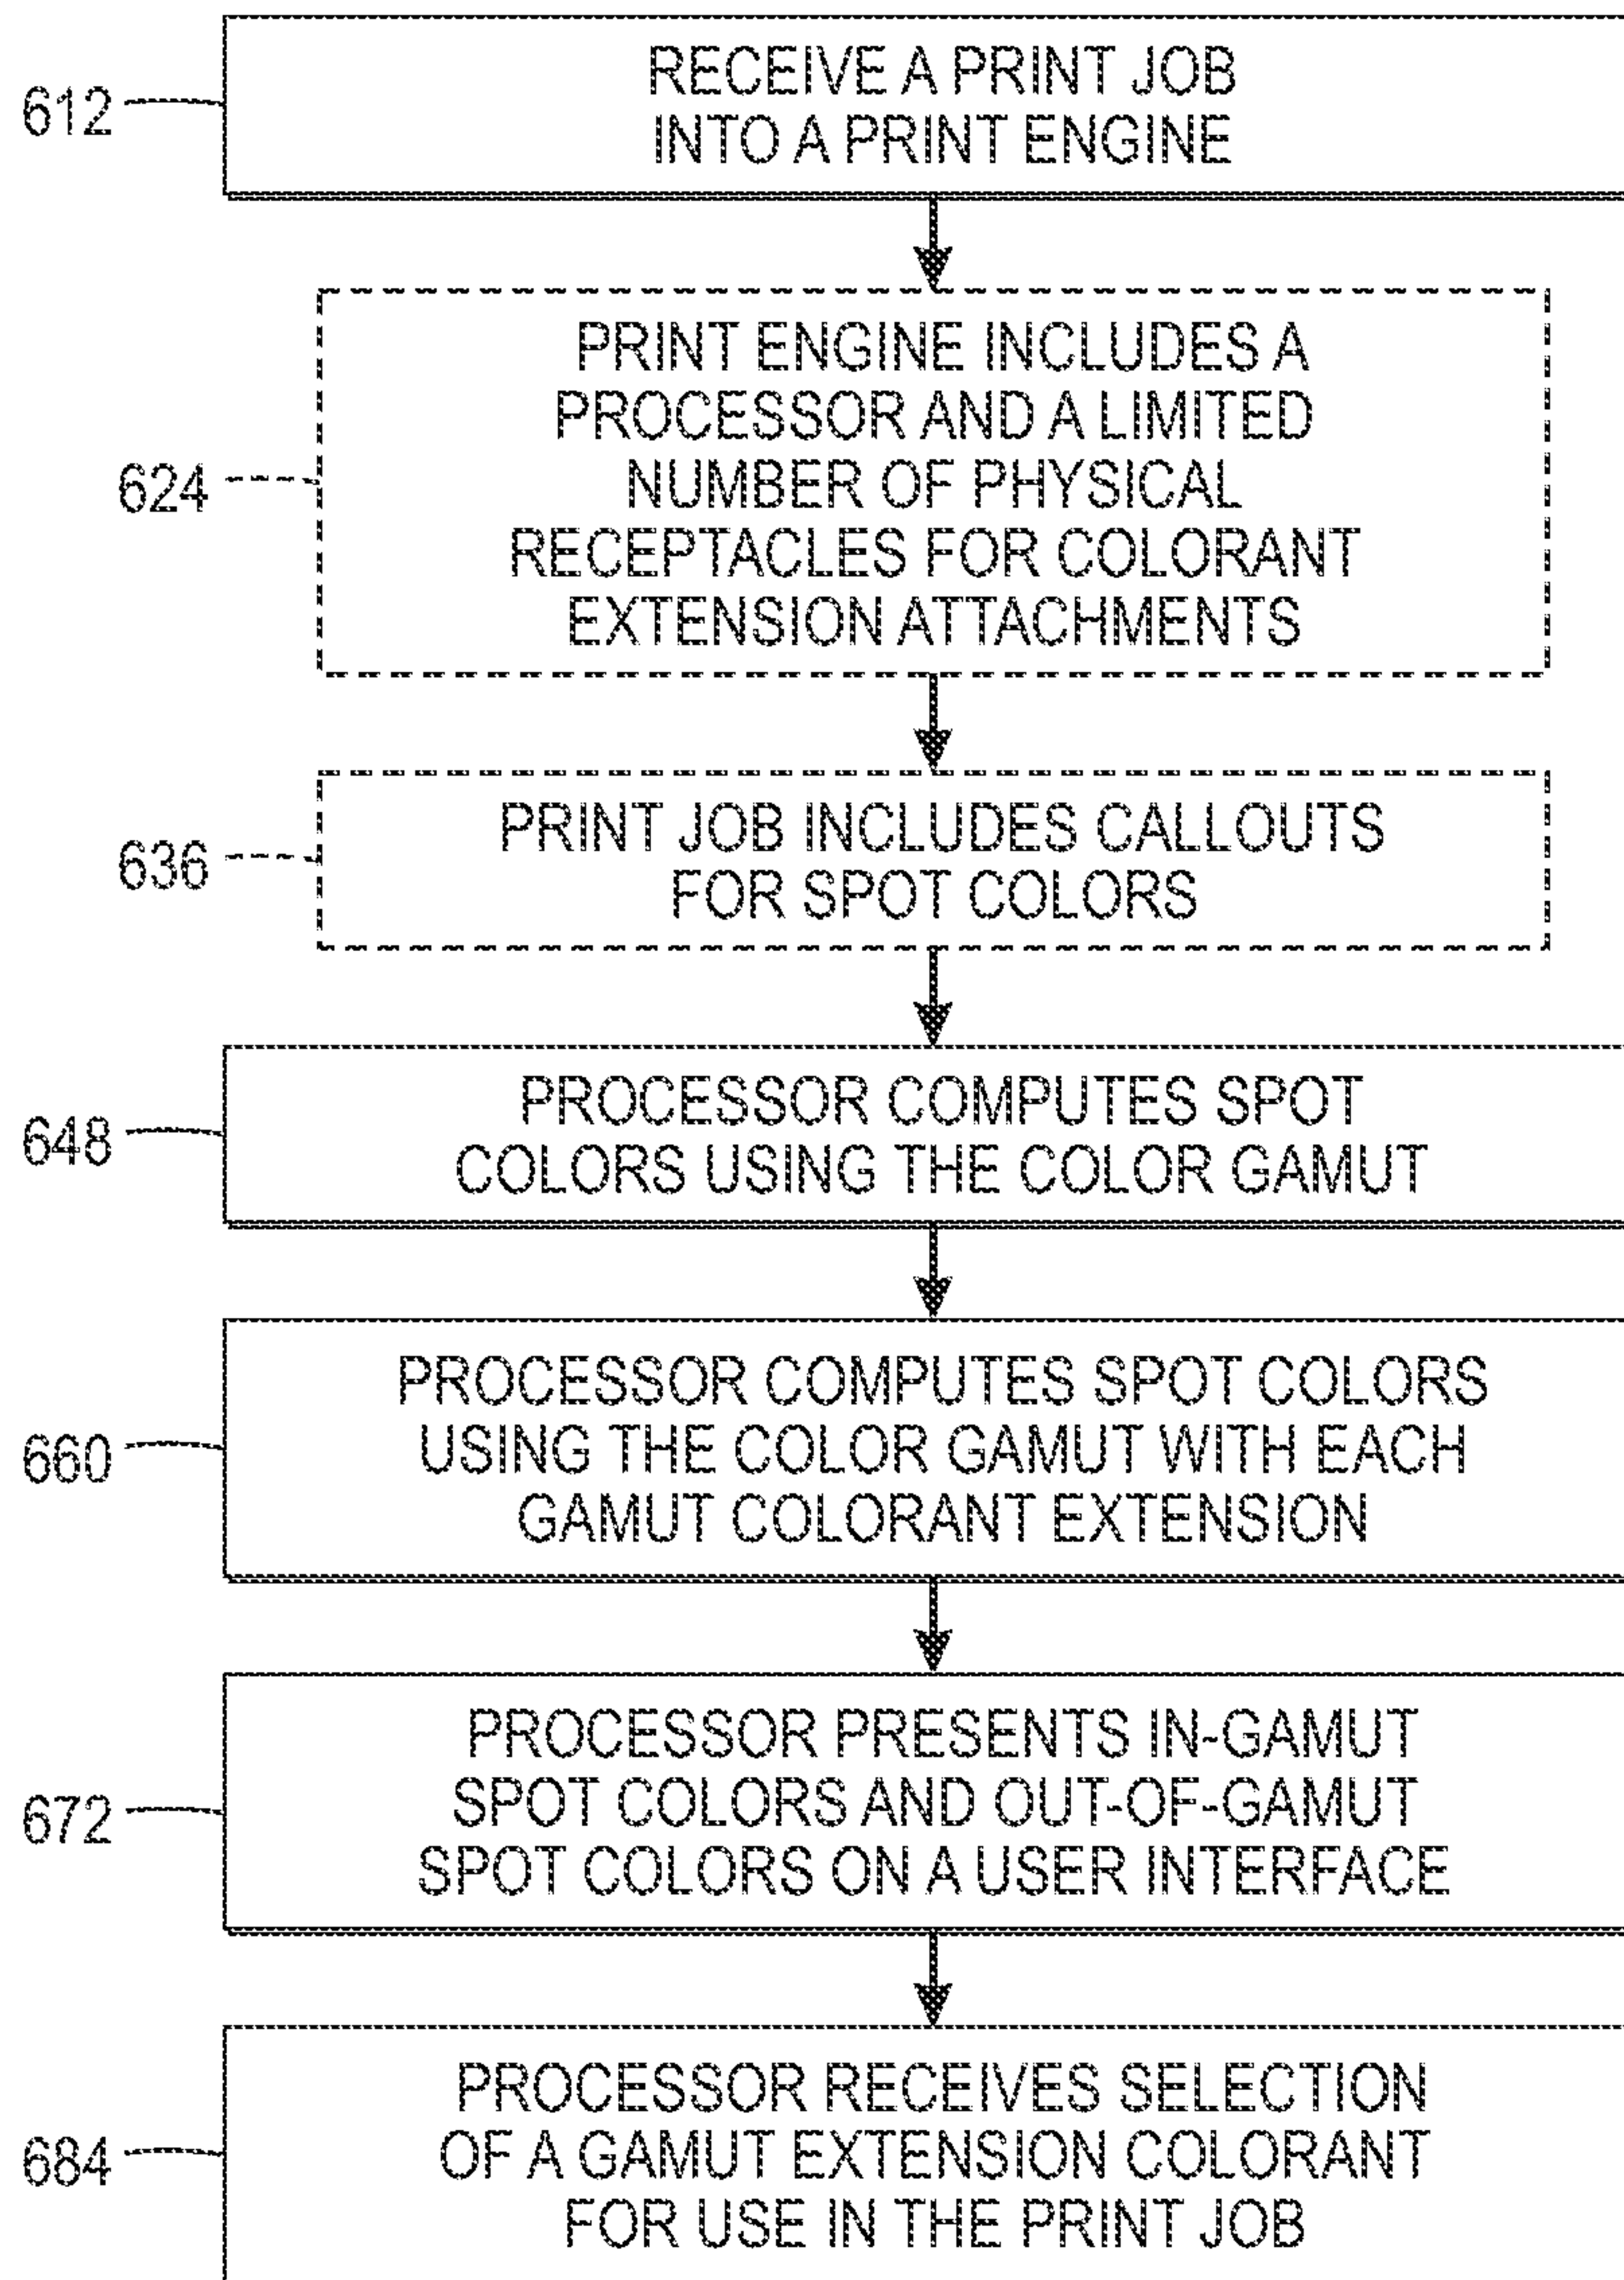 612
RECEIVE A PRINT JOB
INTO A PRINT ENGINE
624
PRINT ENGINE INCLUDES A
PROCESSOR AND A LIMITED
NUMBER OF PHYSICAL
RECEPTACLES FOR COLORANT
EXTENSION ATTACHMENTS
636
PRINT JOB INCLUDES CALLOUTS
FOR SPOT COLORS
648
PROCESSOR COMPUTES SPOT
COLORS USING THE COLOR GAMUT
660
PROCESSOR COMPUTES SPOT COLORS
USING THE COLOR GAMUT WITH EACH
GAMUT COLORANT EXTENSION
672
PROCESSOR PRESENTS IN-GAMUT
SPOT COLORS AND OUT-OF-GAMUT
SPOT COLORS ON A USER INTERFACE
684
PROCESSOR RECEIVES SELECTION
OF A GAMUT EXTENSION COLORANT
FOR USE IN THE PRINT JOB